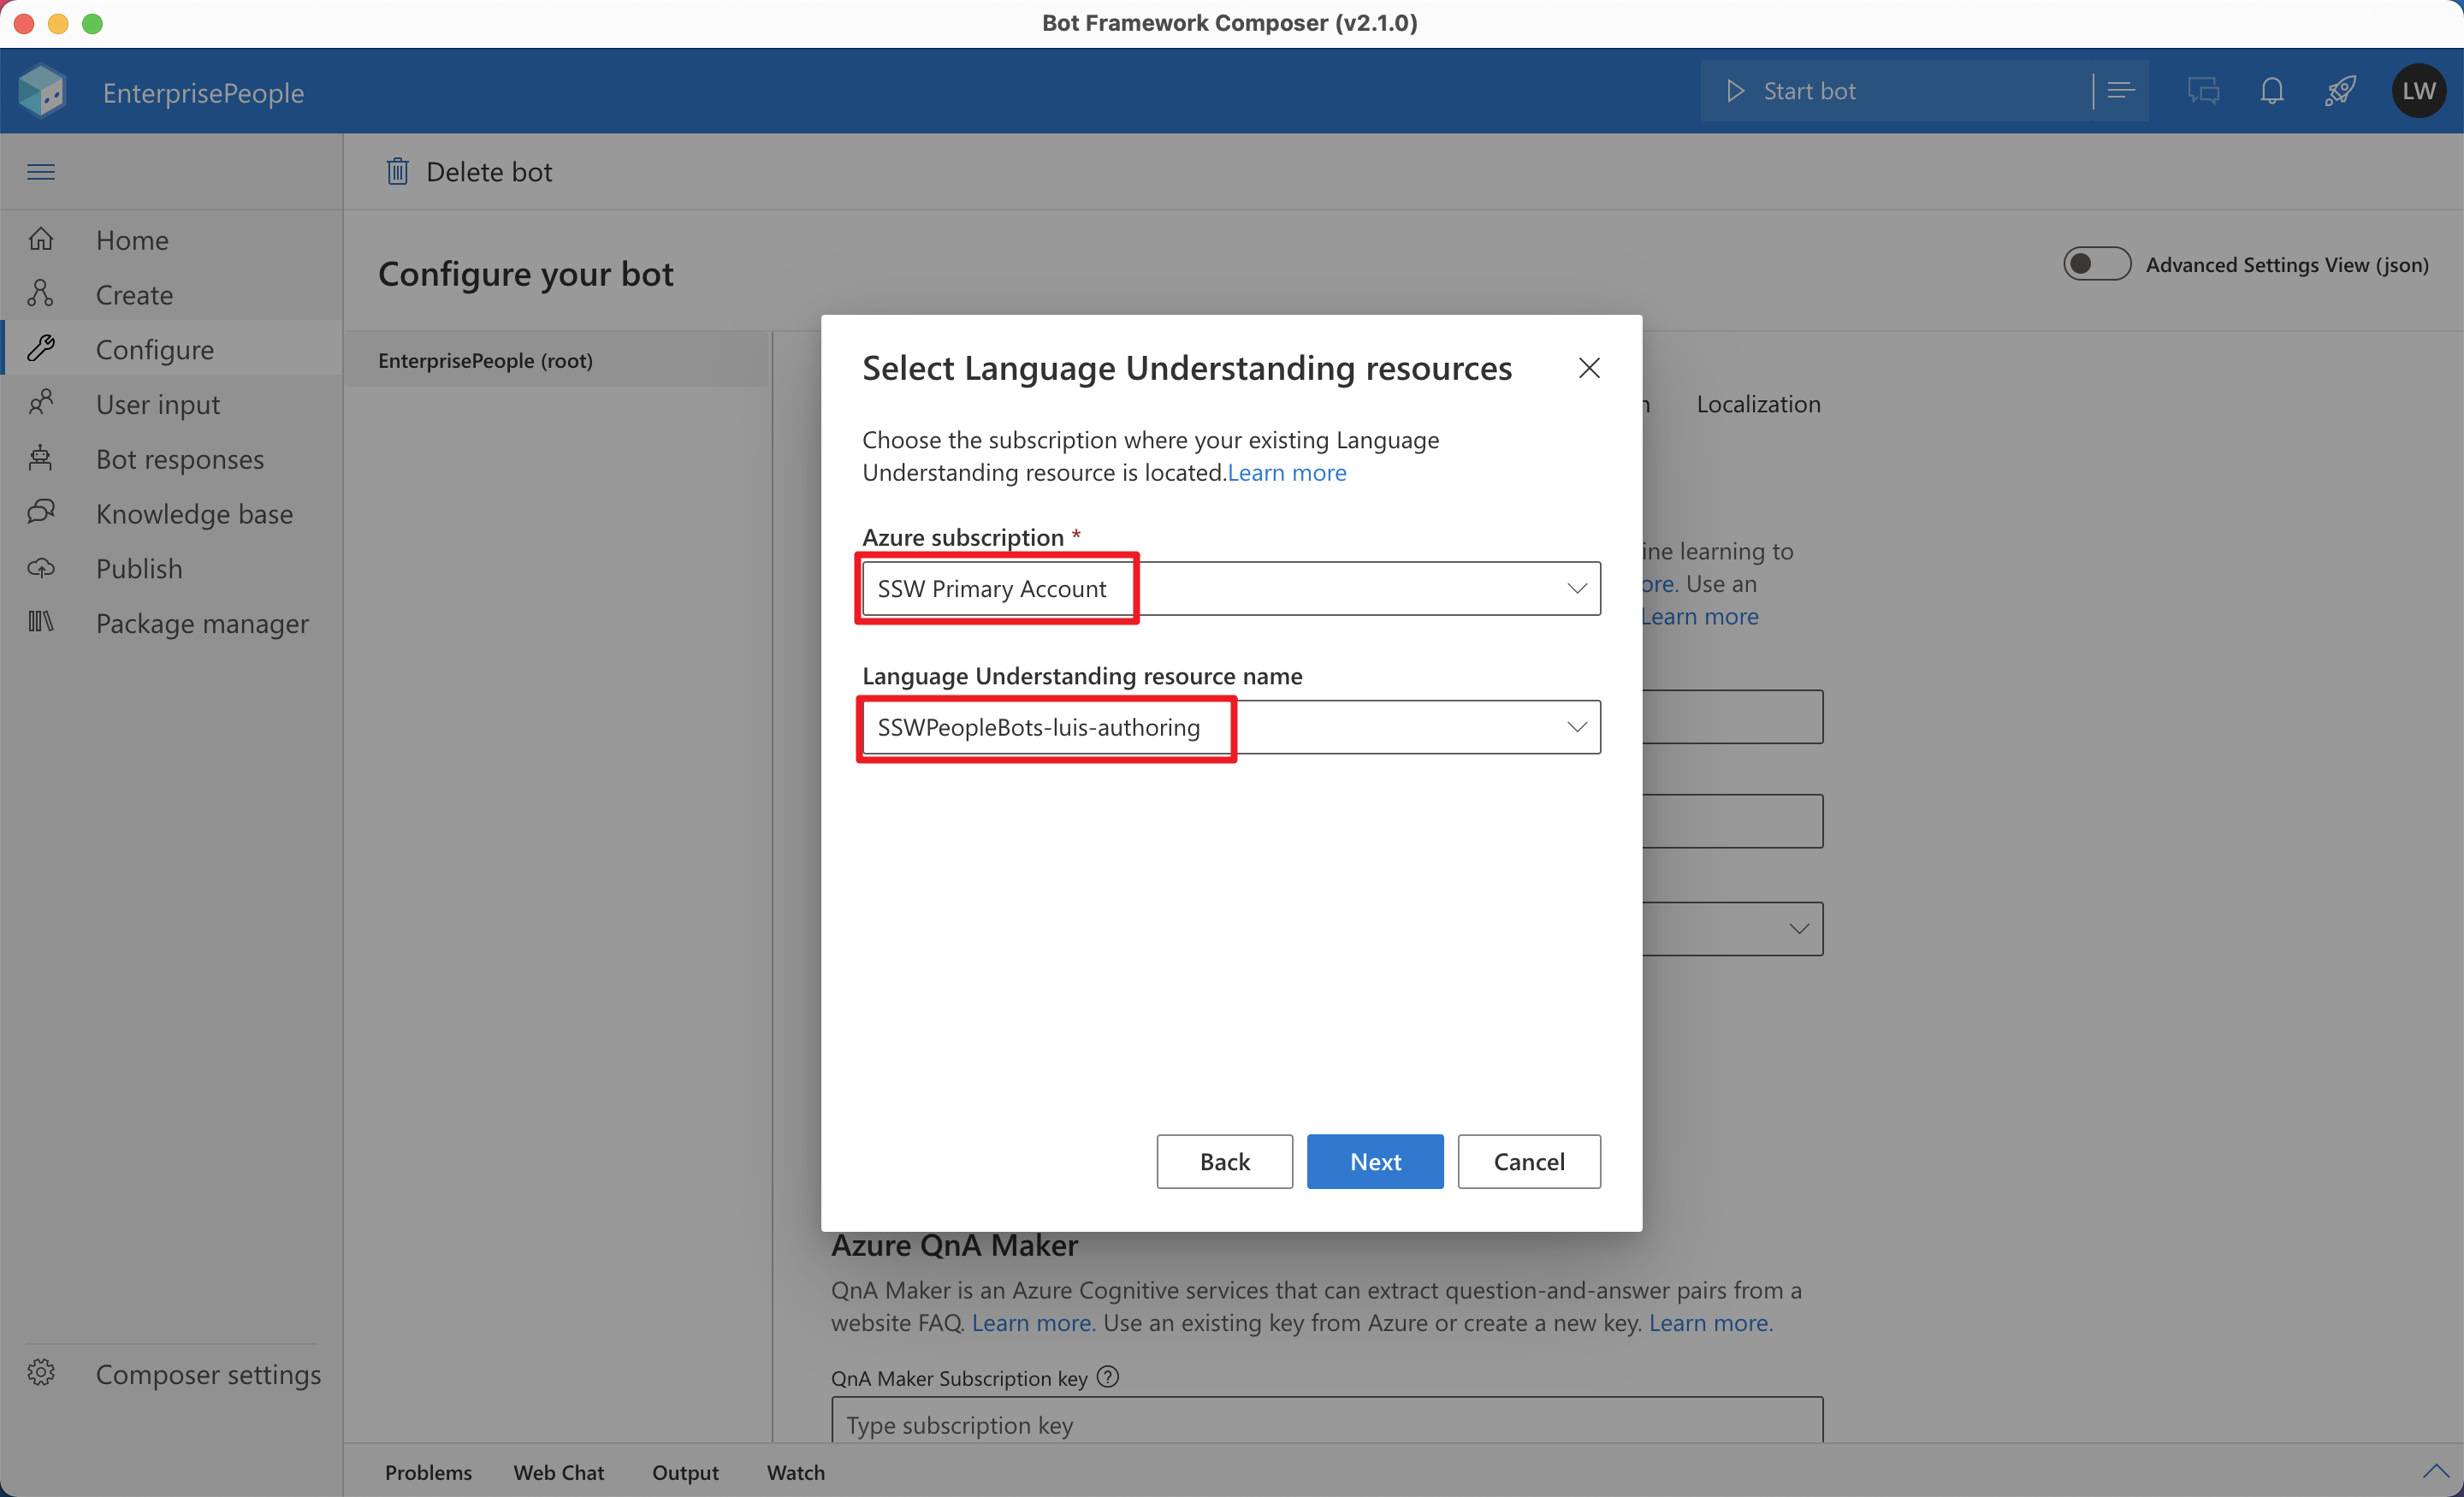 Bot Framework Composer (v2.1.0)
EnterprisePeople
Start bot
LW
Delete bot
Home
Create
Configure
User input
Bot responses
Knowledge base
Publish
Package manager
Composer settings
Configure your bot
Advanced Settings View (json)
EnterprisePeople (root)
Localization
Select Language Understanding resources
Choose the subscription where your existing Language
Understanding resource is located.Learn more
Azure subscription *
SSW Primary Account
Language Understanding resource name
SSWPeopleBots-luis-authoring
Back
Next
Cancel
ine learning to
ore. Use an
Learn more
Azure QnA Maker
QnA Maker is an Azure Cognitive services that can extract question-and-answer pairs from a
website FAQ. Learn more. Use an existing key from Azure or create a new key. Learn more.
QnA Maker Subscription key
Type subscription key
Problems
Web Chat
Output
Watch